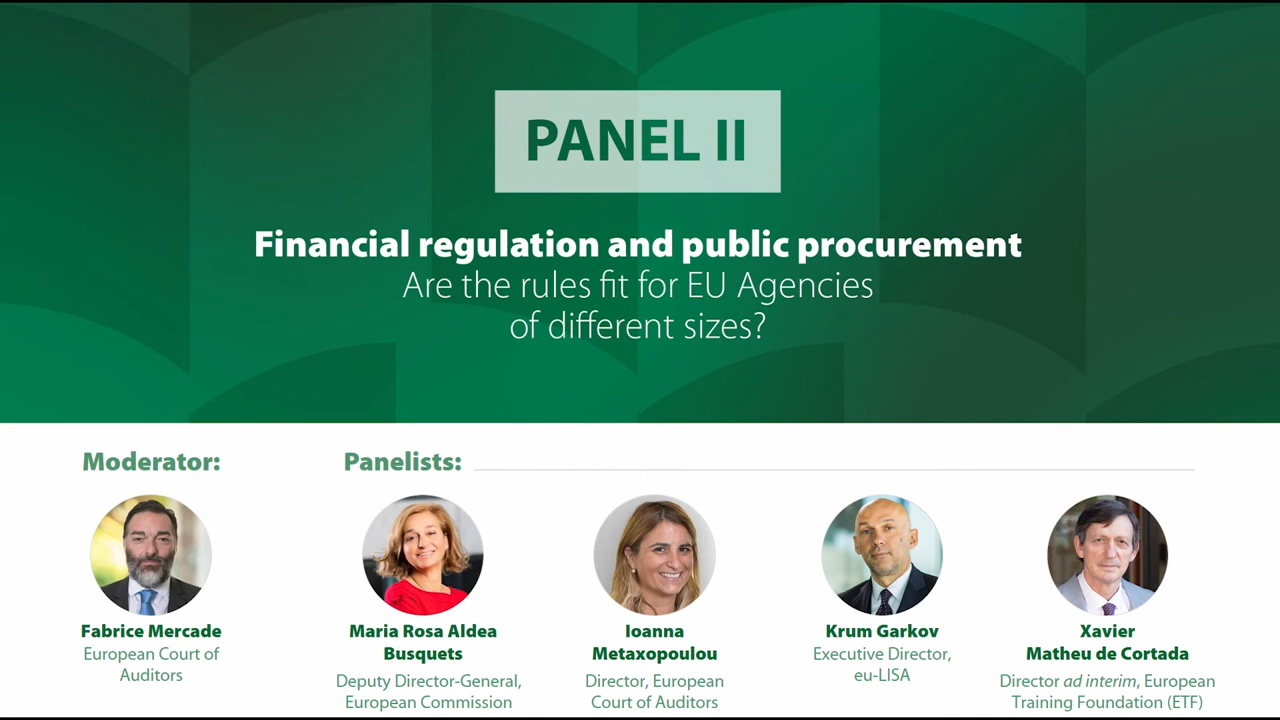 PANEL II
Financial regulation and public procurement
Are the rules fit for EU Agencies
of different sizes?
Moderator:
Fabrice Mercade
European Court of
Auditors
Panelists:
Maria Rosa Aldea
Busquets
Deputy Director-General,
European Commission
Ioanna
Metaxopoulou
Director, European
Court of Auditors
Krum Garkov
Executive Director,
eu-LISA
Xavier
Matheu de Cortada
Director ad interim, European
Training Foundation (ETF)